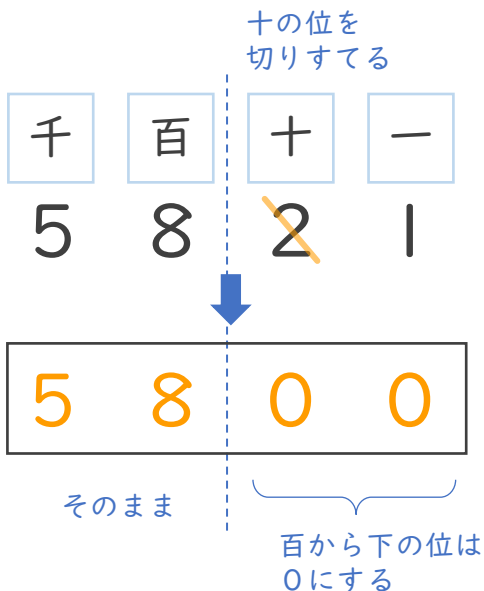 十の位を
切りすてる
千 百 十 一
5 8 2 1
5 8 0 0
そのまま
百から下の位は
0にする